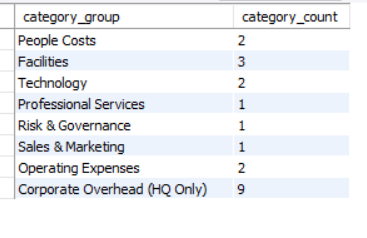 category_group category_count
People Costs 2
Facilities 3
Technology 2
Professional Services 1
Risk & Governance 1
Sales & Marketing 1
Operating Expenses 2
Corporate Overhead (HQ Only) 9